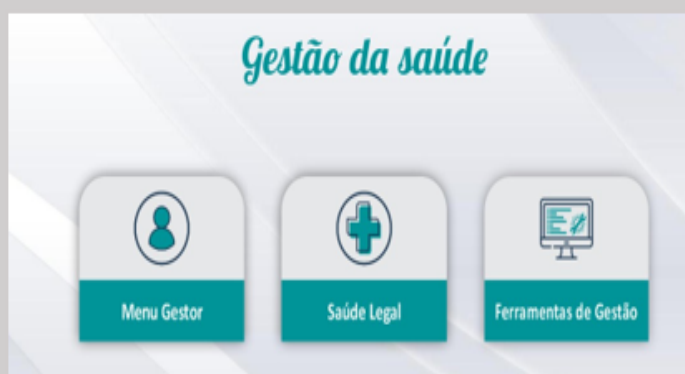 Gestão da saúde
Menu Gestor
Saúde Legal
Ferramentas de Gestão